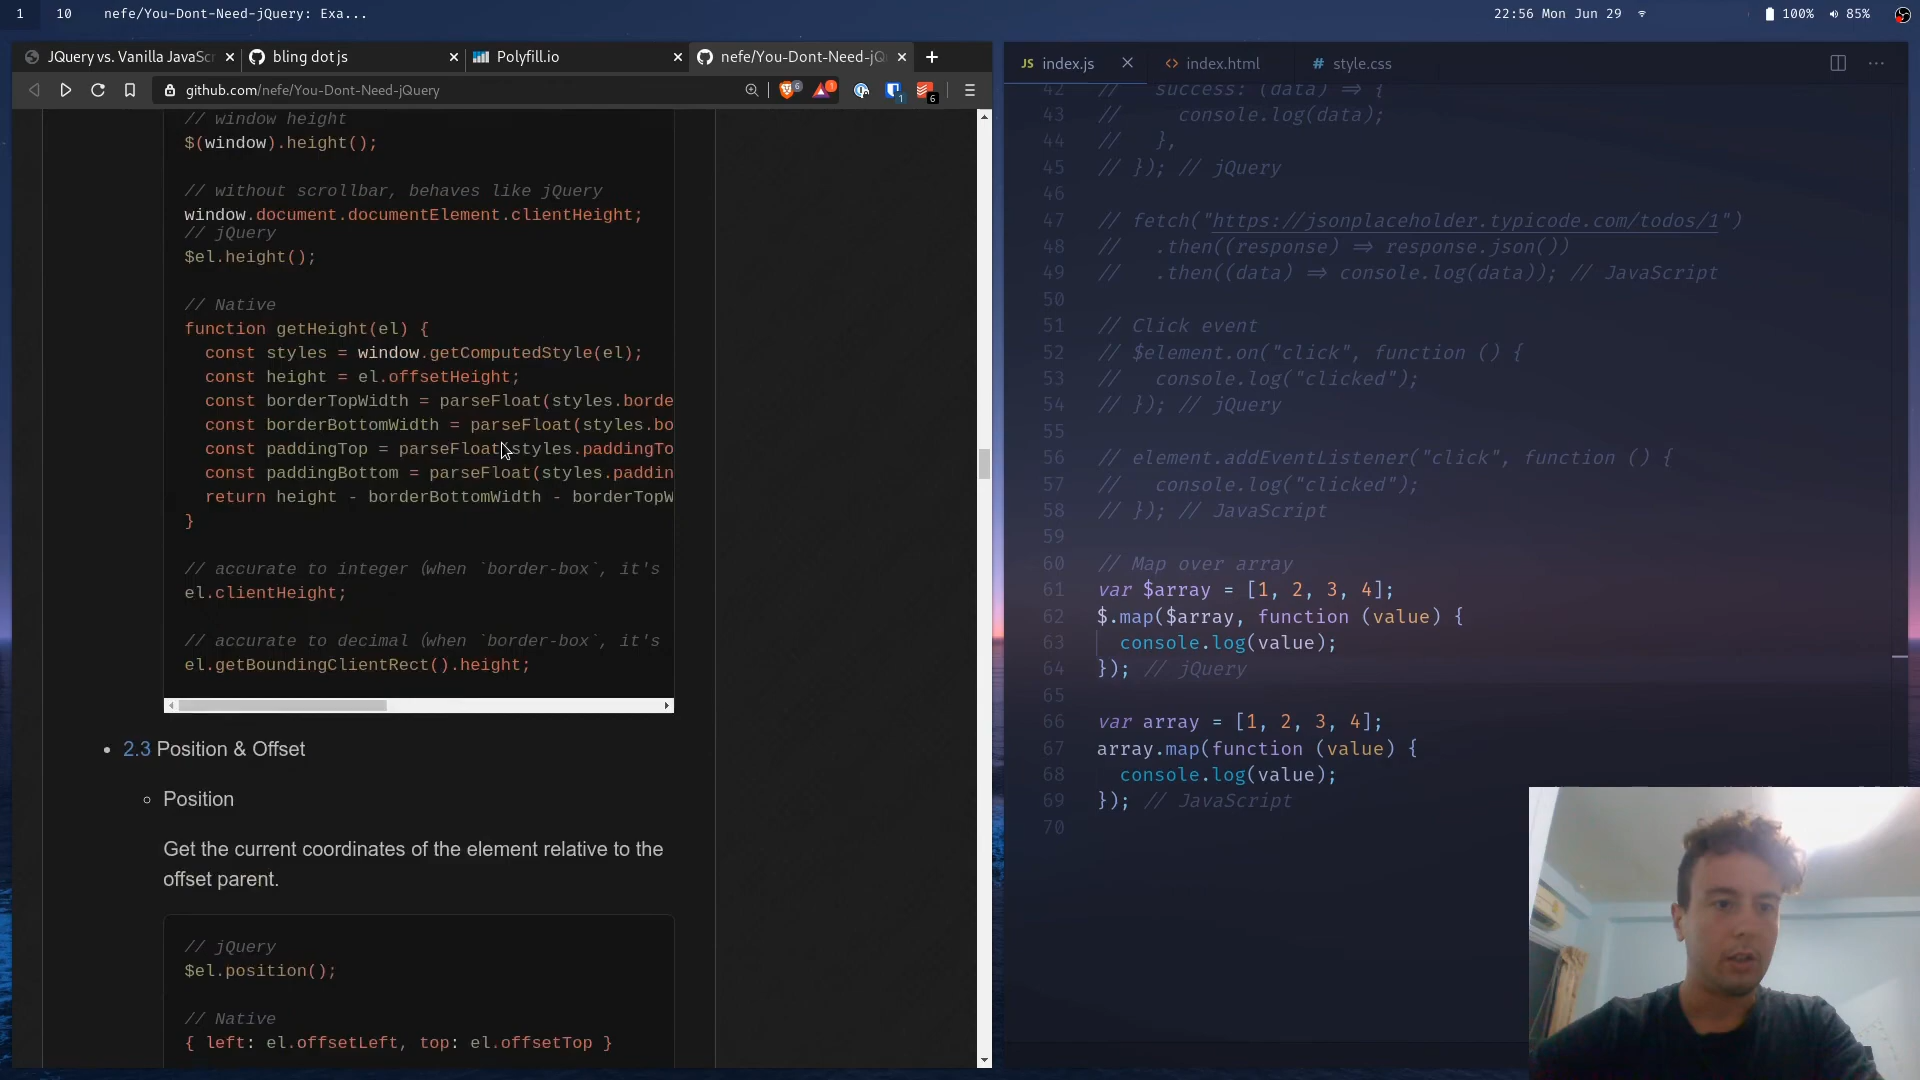 1 10 nefe/You-Dont-Need-jQuery: Exa... 22:56 Mon Jun 29 100% 85%
JQuery vs. Vanilla JavaSc
bling dot js
Polyfill.io
nefe/You-Dont-Need-jQ
github.com/nefe/You-Dont-Need-jQuery
6 1 1 6
// window height
$(window).height();
// without scrollbar, behaves like jQuery
window.document.documentElement.clientHeight;
// jQuery
$el.height();
// Native
function getHeight(el) {
const styles = window.getComputedStyle(el);
const height = el.offsetHeight;
const borderTopWidth = parseFloat(styles.borde
const borderBottomWidth = parseFloat(styles.bo
const paddingTop = parseFloat(styles.paddingTo
const paddingBottom = parseFloat(styles.paddin
return height - borderBottomWidth - borderTopW
}
// accurate to integer (when `border-box`, it's
el.clientHeight;
// accurate to decimal (when `border-box`, it's
el.getBoundingClientRect().height;
• 2.3 Position & Offset
◦ Position
Get the current coordinates of the element relative to the
offset parent.
// jQuery
$el.position();
// Native
{ left: el.offsetLeft, top: el.offsetTop }
JS index.js
<> index.html
# style.css
42 // success: (data) => {
43 // console.log(data);
44 // },
45 // }); // jQuery
46
47 // fetch("https://jsonplaceholder.typicode.com/todos/1")
48 // .then((response) => response.json())
49 // .then((data) => console.log(data)); // JavaScript
50
51 // Click event
52 // $element.on("click", function () {
53 // console.log("clicked");
54 // }); // jQuery
55
56 // element.addEventListener("click", function () {
57 // console.log("clicked");
58 // }); // JavaScript
59
60 // Map over array
61 var $array = [1, 2, 3, 4];
62 $.map($array, function (value) {
63 console.log(value);
64 }); // jQuery
65
66 var array = [1, 2, 3, 4];
67 array.map(function (value) {
68 console.log(value);
69 }); // JavaScript
70